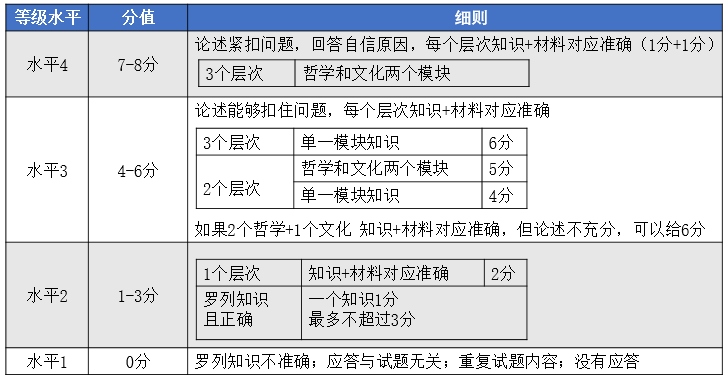 等级水平 分值 细则
水平4 7-8分 论述紧扣问题，回答自信原因，每个层次知识+材料对应准确（1分+1分）
3个层次 哲学和文化两个模块
水平3 4-6分 论述能够扣住问题，每个层次知识+材料对应准确
3个层次 单一模块知识 6分
2个层次 哲学和文化两个模块 5分
单一模块知识 4分
如果2个哲学+1个文化 知识+材料对应准确，但论述不充分，可以给6分
水平2 1-3分
1个层次 知识+材料对应准确 2分
罗列知识 一个知识1分
且正确 最多不超过3分
水平1 0分 罗列知识不准确；应答与试题无关；重复试题内容；没有应答